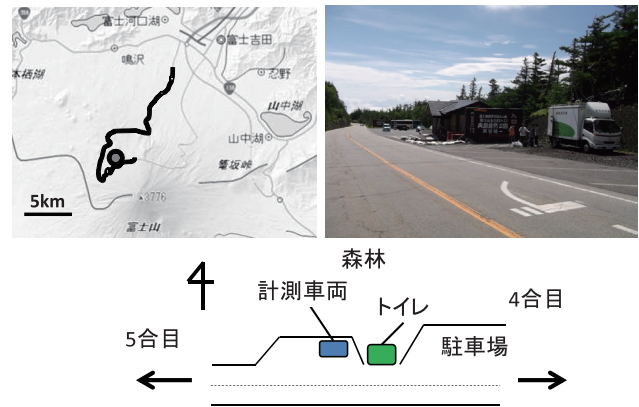 富士河口湖
富士吉田
鳴沢
忍野
本栖湖
山中湖
山中湖
籠坂峠
5km
3776
富士山
森林
計測車両
トイレ
4合目
5合目
駐車場